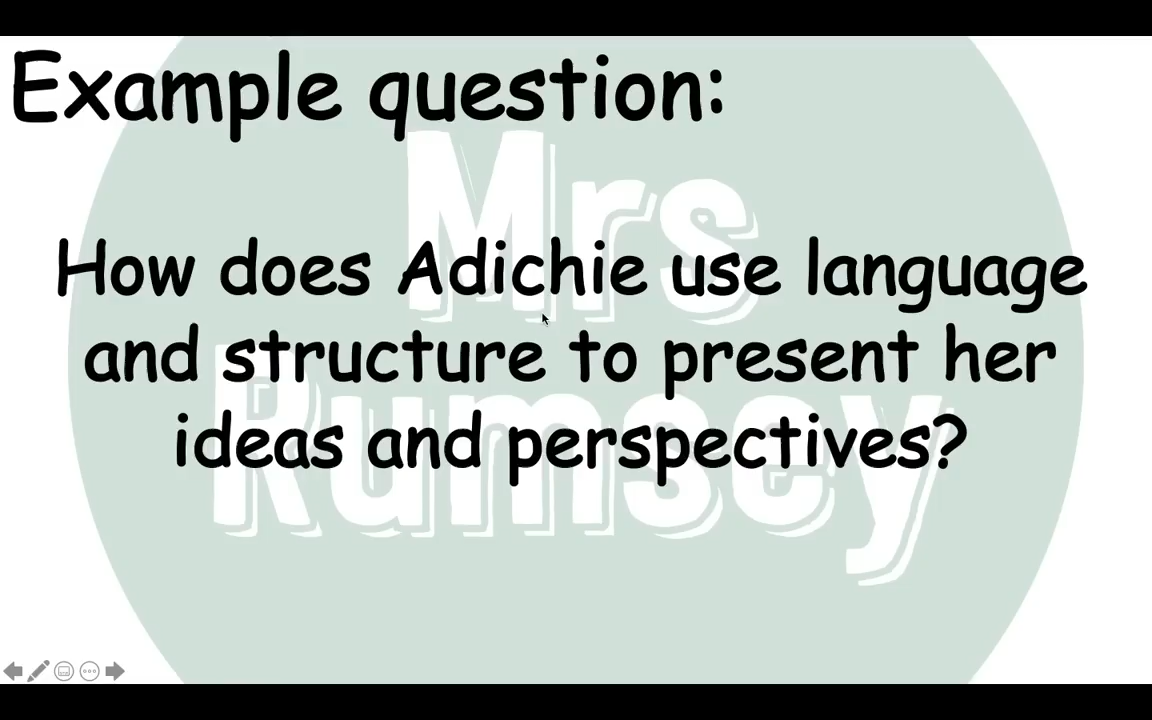 Example question:
Mrs
Rumsey
How does Adichie use language
and structure to present her
ideas and perspectives?